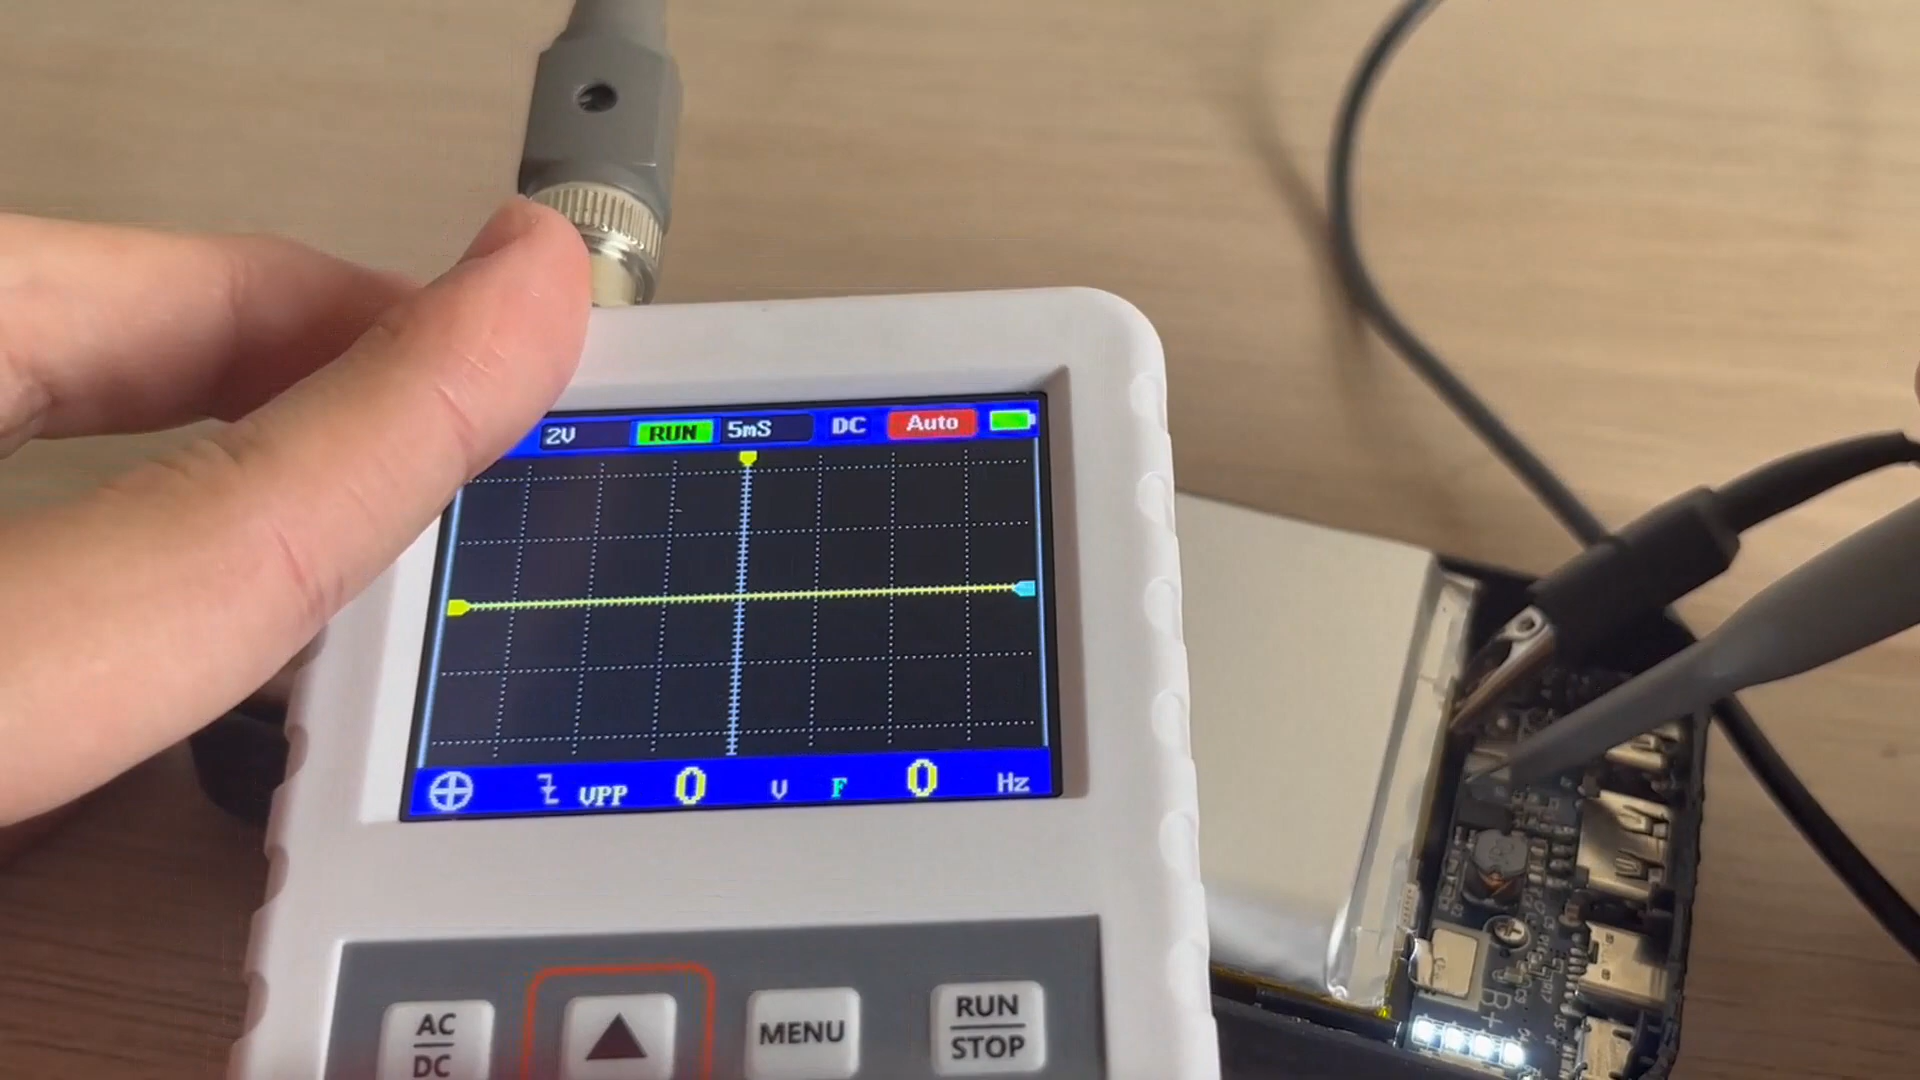 2V RUN 5mS DC Auto
VPP 0 V F 0 Hz
AC
DC
MENU
RUN
STOP
B+